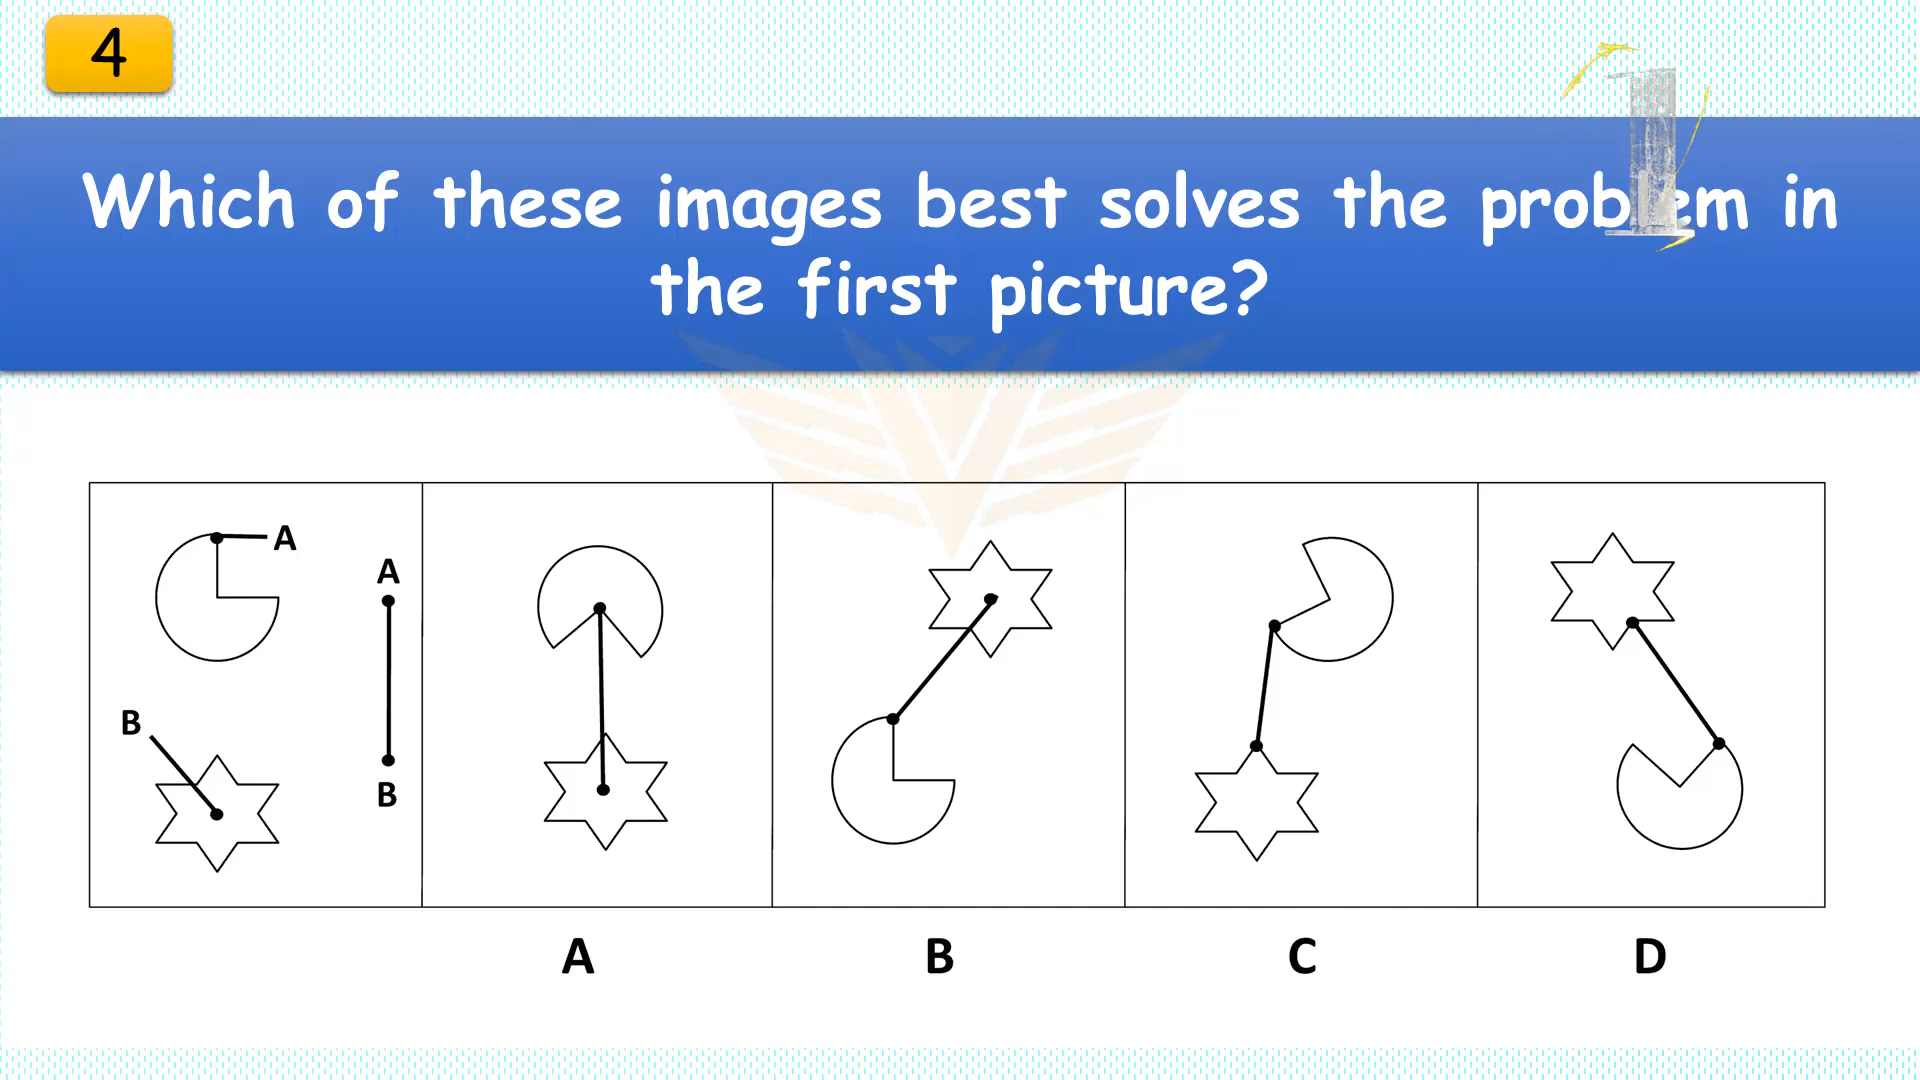 4
Which of these images best solves the problem in
the first picture?
A
A
B
B
A B C D